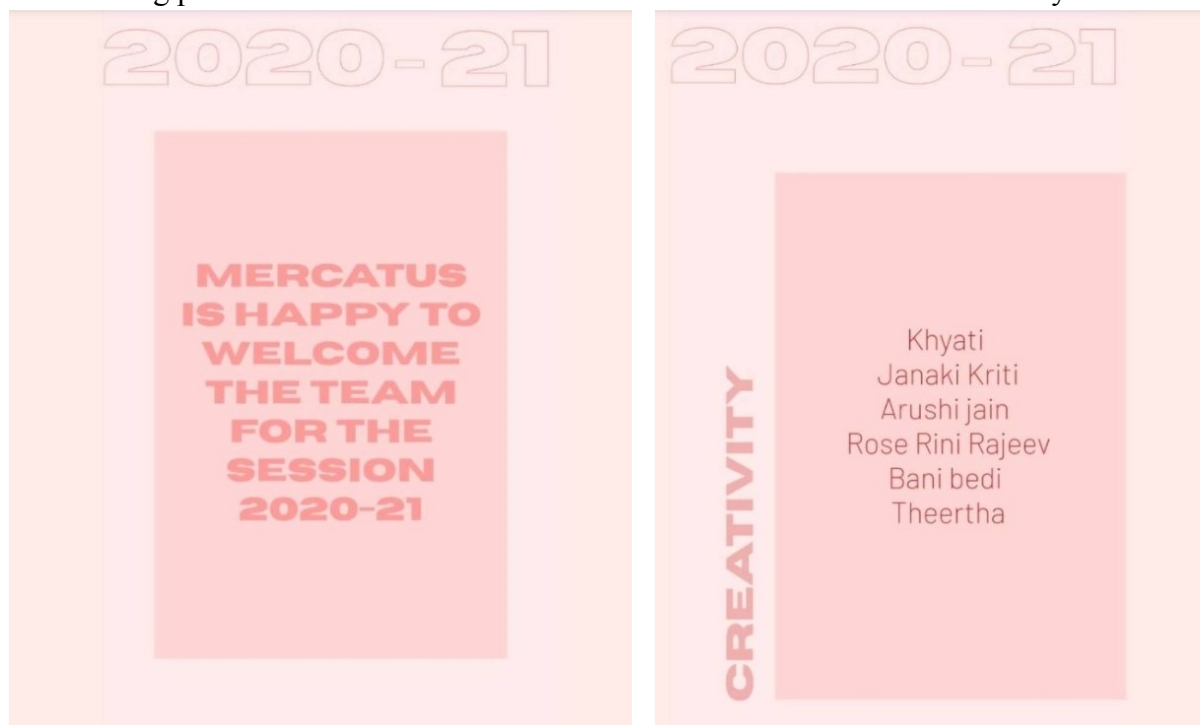 2020-21
MERCATUS
IS HAPPY TO
WELCOME
THE TEAM
FOR THE
SESSION
2020-21
2020-21
CREATIVITY
Khyati
Janaki Kriti
Arushi jain
Rose Rini Rajeev
Bani bedi
Theertha